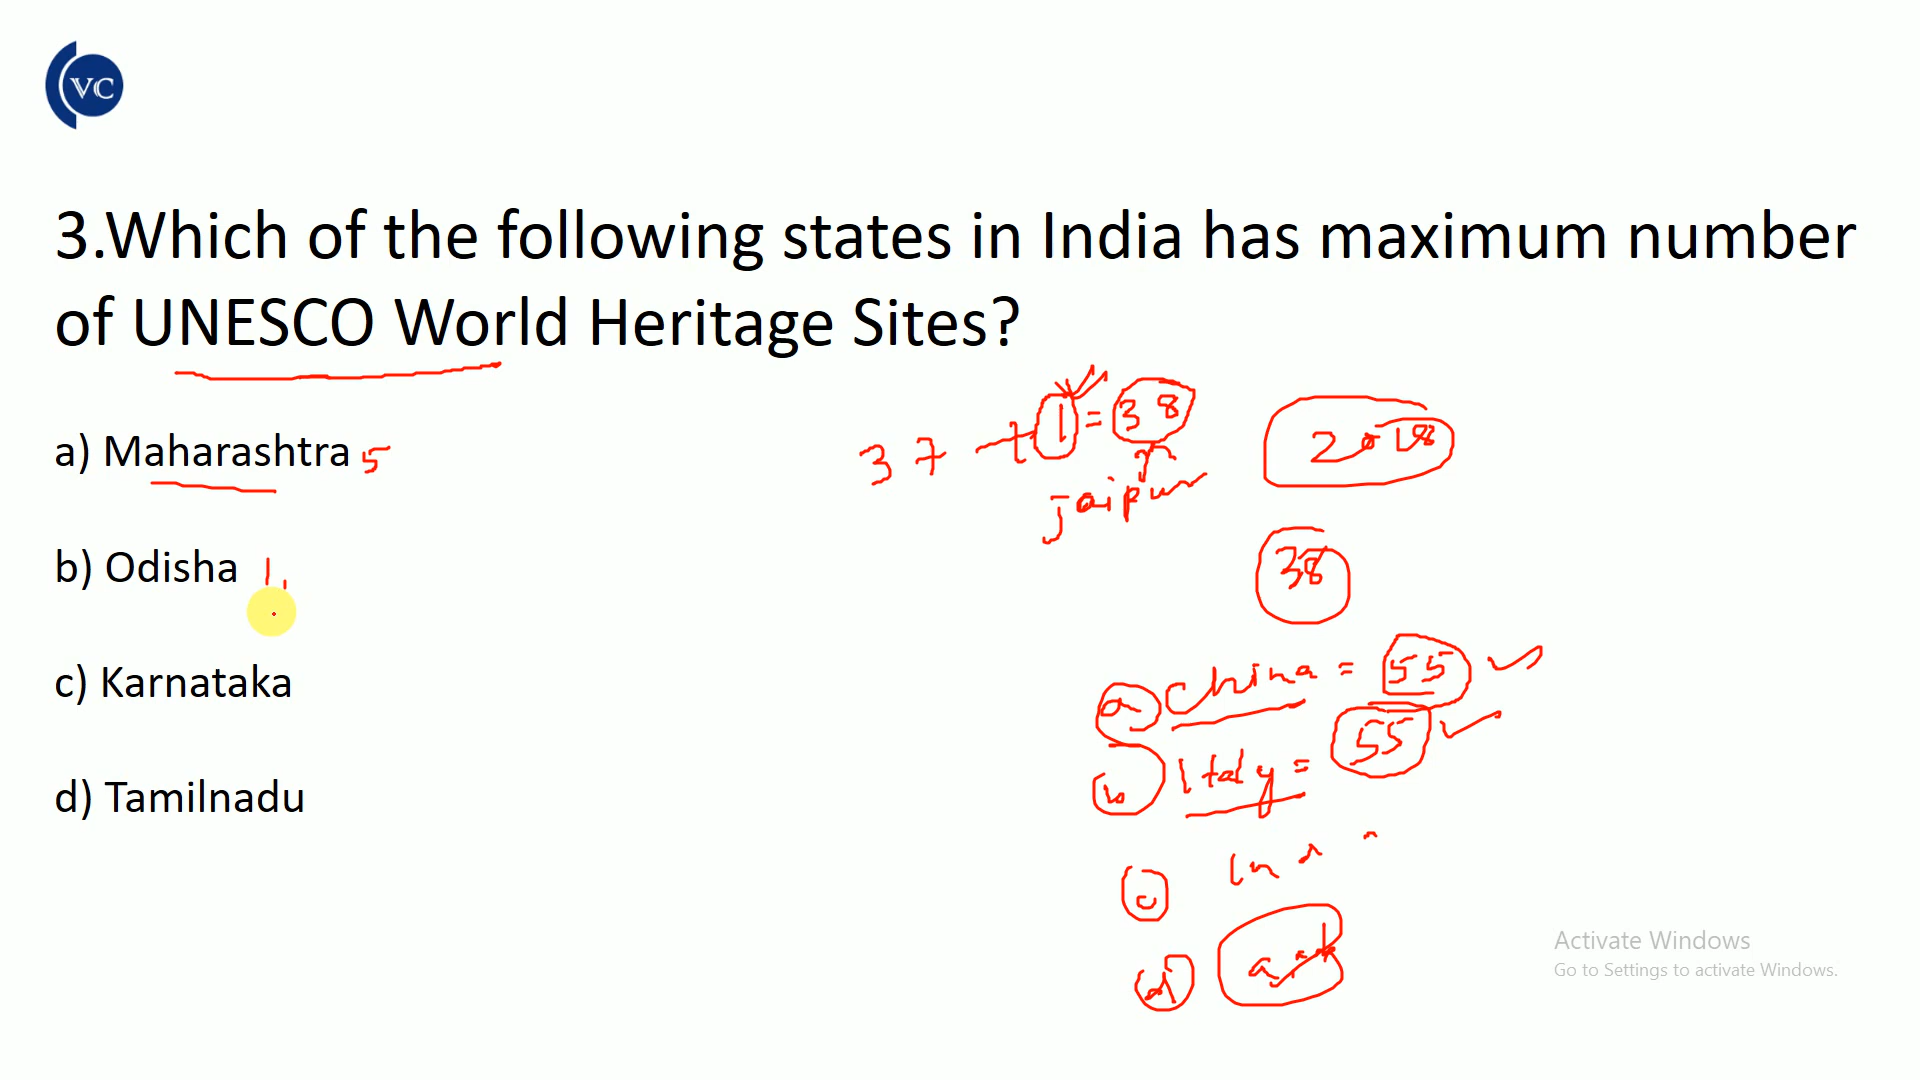 VC
3.Which of the following states in India has maximum number
of UNESCO World Heritage Sites?
37 + 1 = 38
2018
a) Maharashtra 5
Jaipur
b) Odisha 1
38
c) Karnataka
a China = 55
b Italy = 55
d) Tamilnadu
c
d
Activate Windows
Go to Settings to activate Windows.